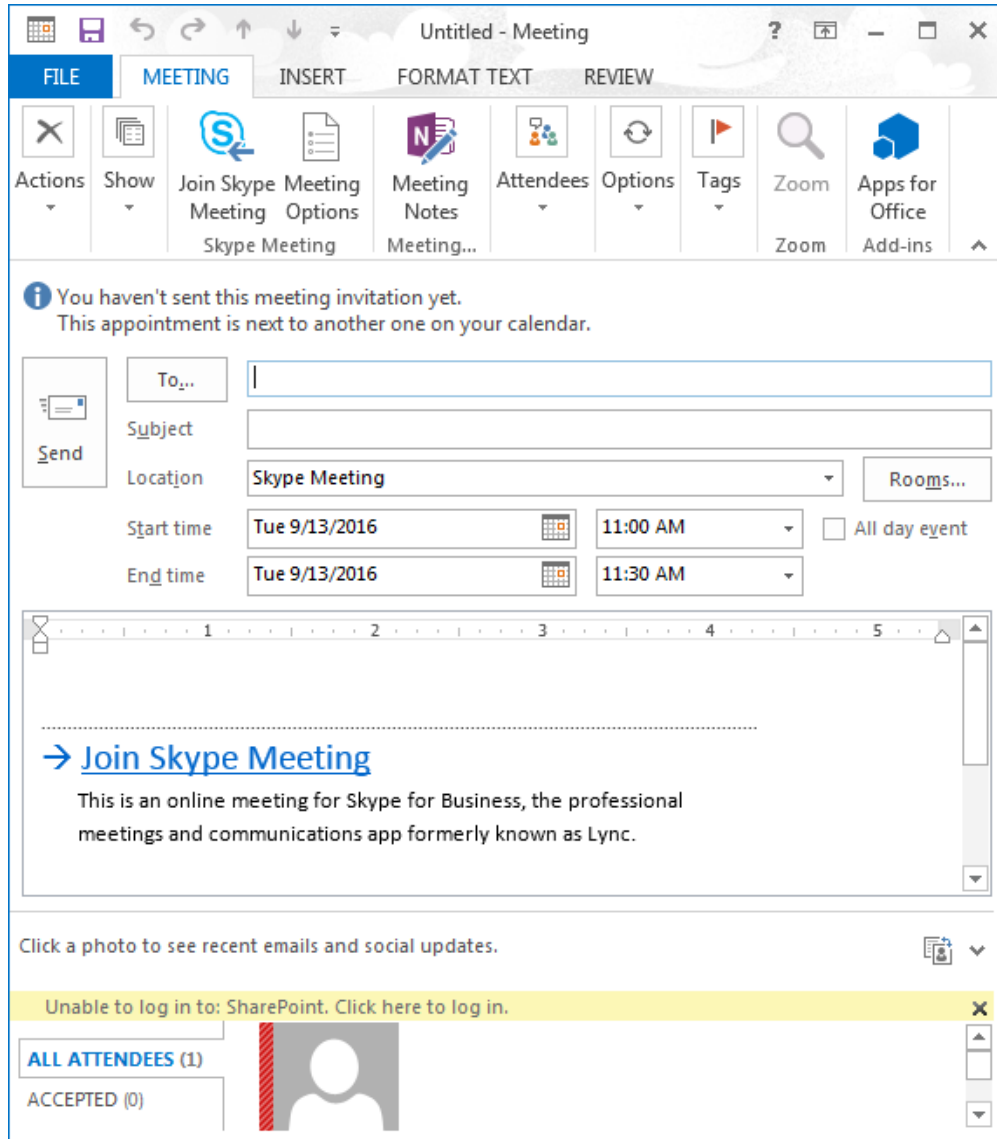 Untitled - Meeting ?
FILE MEETING INSERT FORMAT TEXT REVIEW
Actions Show Join Skype Meeting Meeting Options Meeting Notes Attendees Options Tags Zoom Apps for Office
Skype Meeting Meeting... Zoom Add-ins
You haven't sent this meeting invitation yet.
This appointment is next to another one on your calendar.
To...
Subject
Send
Location Skype Meeting Rooms...
Start time Tue 9/13/2016 11:00 AM All day event
End time Tue 9/13/2016 11:30 AM
1 2 3 4 5
→ Join Skype Meeting
This is an online meeting for Skype for Business, the professional
meetings and communications app formerly known as Lync.
Click a photo to see recent emails and social updates.
Unable to log in to: SharePoint. Click here to log in.
ALL ATTENDEES (1)
ACCEPTED (0)